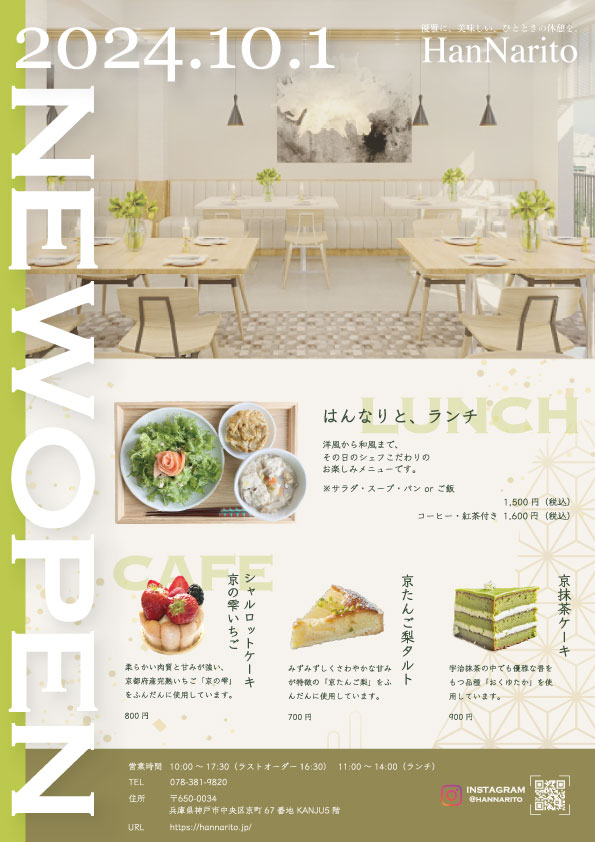 2024.10.1
優雅に、美味しい、ひとときの休憩を。
HanNarito
NEW OPEN
LUNCH
はんなりと、ランチ
洋風から和風まで、
その日のシェフこだわりの
お楽しみメニューです。
※サラダ・スープ・パン or ご飯
1,500 円（税込）
コーヒー・紅茶付き 1,600 円（税込）
CAFE
シャルロットケーキ
京の雫いちご
柔らかい肉質と甘みが強い、
京都府産完熟いちご「京の雫」
をふんだんに使用しています。
800 円
京たんご梨タルト
みずみずしくさわやかな甘み
が特徴の「京たんご梨」をふ
んだんに使用しています。
700 円
京抹茶ケーキ
宇治抹茶の中でも優雅な香を
もつ品種「おくゆたか」を使
用しています。
900 円
営業時間 10:00 〜 17:30（ラストオーダー 16:30） 11:00 〜 14:00（ランチ）
TEL 078-381-9820
住所 〒650-0034
兵庫県神戸市中央区京町 67 番地 KANJU5 階
URL https://hannarito.jp/
INSTAGRAM
@HANNARITO